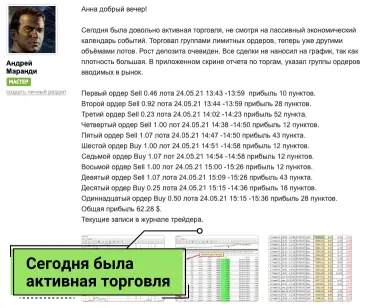 Анна добрый вечер!
Сегодня была довольно активная торговля, не смотря на пассивный экономический
календарь событий. Торговал группами лимитных ордеров, теперь уже другими
объёмами лотов. Рост депозита очевиден. Все сделки не наносил на график, так как
плотность большая. В приложенном скрине отчета по торгам, указал группы ордеров
вводимых в рынок.
Андрей
Маранди
МАСТЕР
создать личный раздел
Первый ордер Sell 0.46 лота 24.05.21 13:43 -13:59 прибыль 10 пунктов.
Второй ордер Sell 0.92 лота 24.05.21 13:44 -13:59 прибыль 28 пунктов.
Третий ордер Sell 0.23 лота 24.05.21 14:02 -14:23 прибыль 52 пункта.
Четвертый ордер Sell 1.00 лот 24.05.21 14:38 -14:50 прибыль 12 пунктов.
Пятый ордер Sell 1.07 лота 24.05.21 14:47 -14:50 прибыль 43 пункта.
Шестой ордер Buy 1.00 лот 24.05.21 14:51 -14:58 прибыль 12 пунктов.
Седьмой ордер Buy 1.07 лот 24.05.21 14:54 -14:58 прибыль 12 пунктов.
Восьмой ордер Sell 1.00 лот 24.05.21 15:00 -15:26 прибыль 12 пунктов.
Девятый ордер Sell 1.07 лота 24.05.21 15:09 -15:26 прибыль 43 пункта.
Десятый ордер Buy 0.25 лота 24.05.21 15:15 -14:36 прибыль 18 пунктов.
Одиннадцатый ордер Buy 0.50 лота 24.05.21 15:15 -15:36 прибыль 28 пунктов.
Общая прибыль 62.28 $.
Текущие записи в журнале трейдера.
Сегодня была
активная торговля